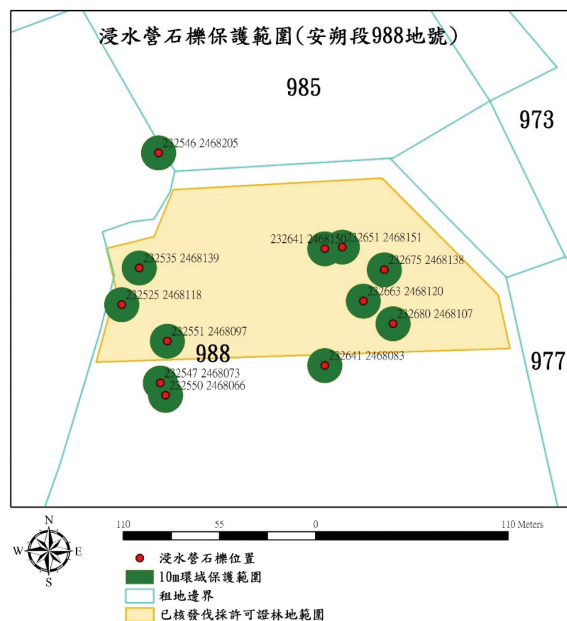 浸水營石櫟保護範圍(安朔段988地號)
985
973
232546 2468205
232641 2468150
232651 2468151
232535 2468139
232675 2468138
232525 2468118
232663 2468120
232680 2468107
232551 2468097
988
977
232641 2468083
232547 2468073
232550 2468066
N
W
E
S
110
55
0
110 Meters
浸水營石櫟位置
10m環域保護範圍
租地邊界
已核發伐採許可證林地範圍